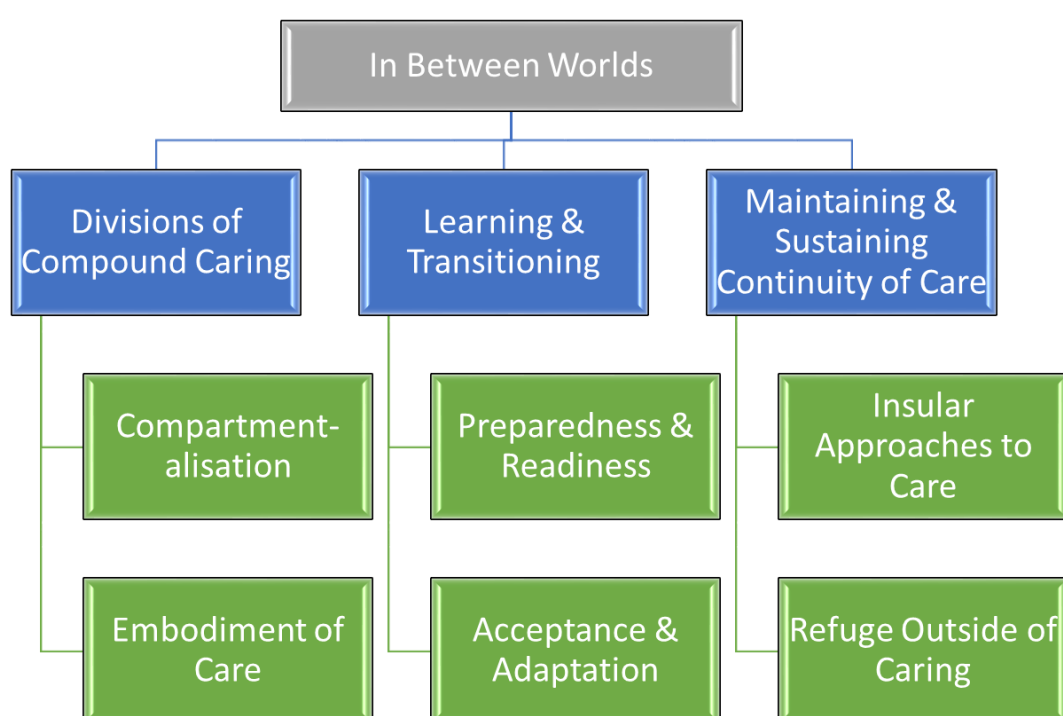 In Between Worlds
Divisions of
Compound Caring
Learning &
Transitioning
Maintaining &
Sustaining
Continuity of Care
Compartment-
alisation
Preparedness &
Readiness
Insular
Approaches to
Care
Embodiment of
Care
Acceptance &
Adaptation
Refuge Outside of
Caring